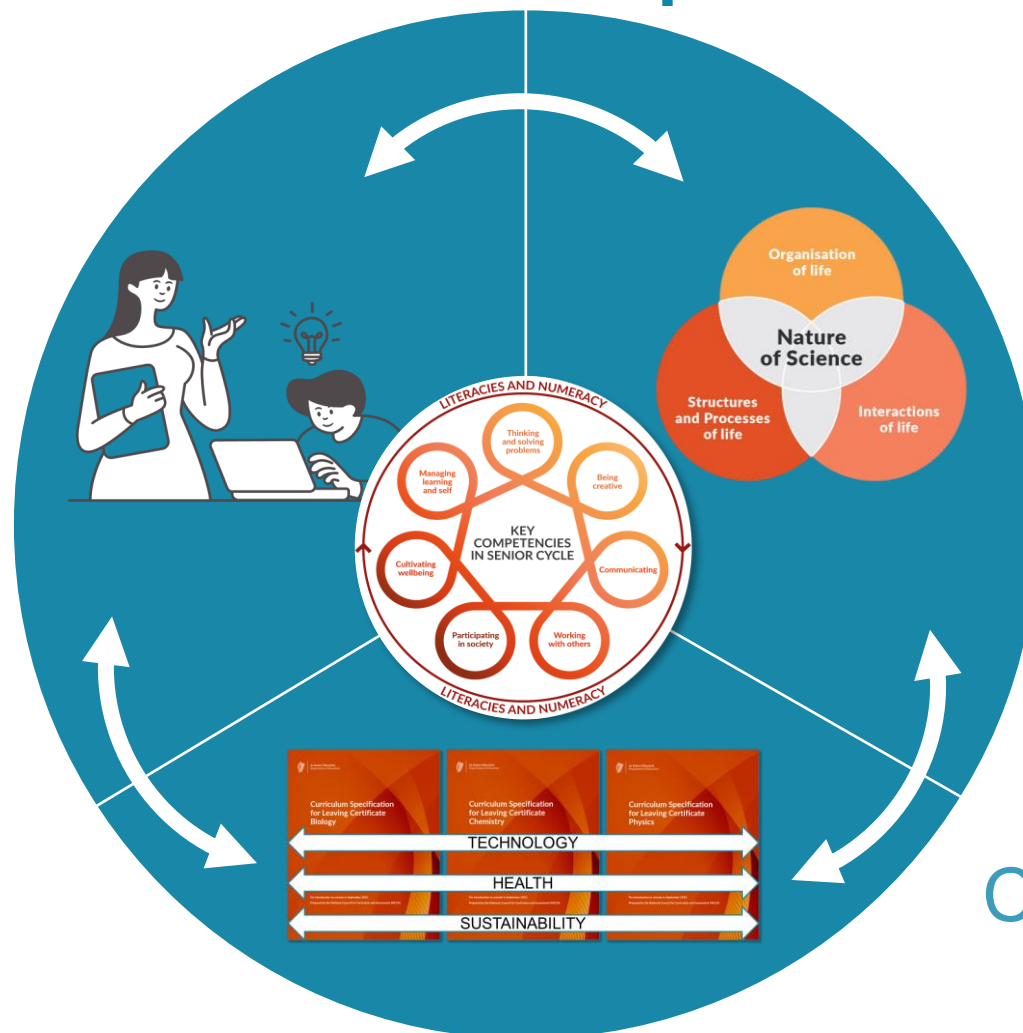 Organisation
of life
Nature
of Science
Structures
and Processes
of life
Interactions
of life
LITERACIES AND NUMERACY
Thinking
and solving
problems
Managing
learning
and self
Being
creative
KEY
COMPETENCIES
IN SENIOR CYCLE
Cultivating
wellbeing
Communicating
Participating
in society
Working
with others
LITERACIES AND NUMERACY
Curriculum Specification
for Leaving Certificate
Biology
Curriculum Specification
for Leaving Certificate
Chemistry
Curriculum Specification
for Leaving Certificate
Physics
TECHNOLOGY
HEALTH
SUSTAINABILITY